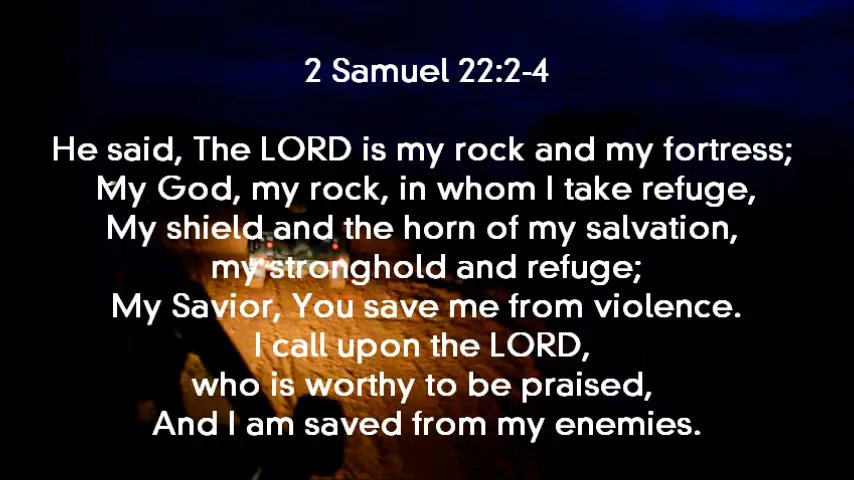 2 Samuel 22:2-4
He said, The LORD is my rock and my fortress;
My God, my rock, in whom I take refuge,
My shield and the horn of my salvation,
my stronghold and refuge;
My Savior, You save me from violence.
I call upon the LORD,
who is worthy to be praised,
And I am saved from my enemies.